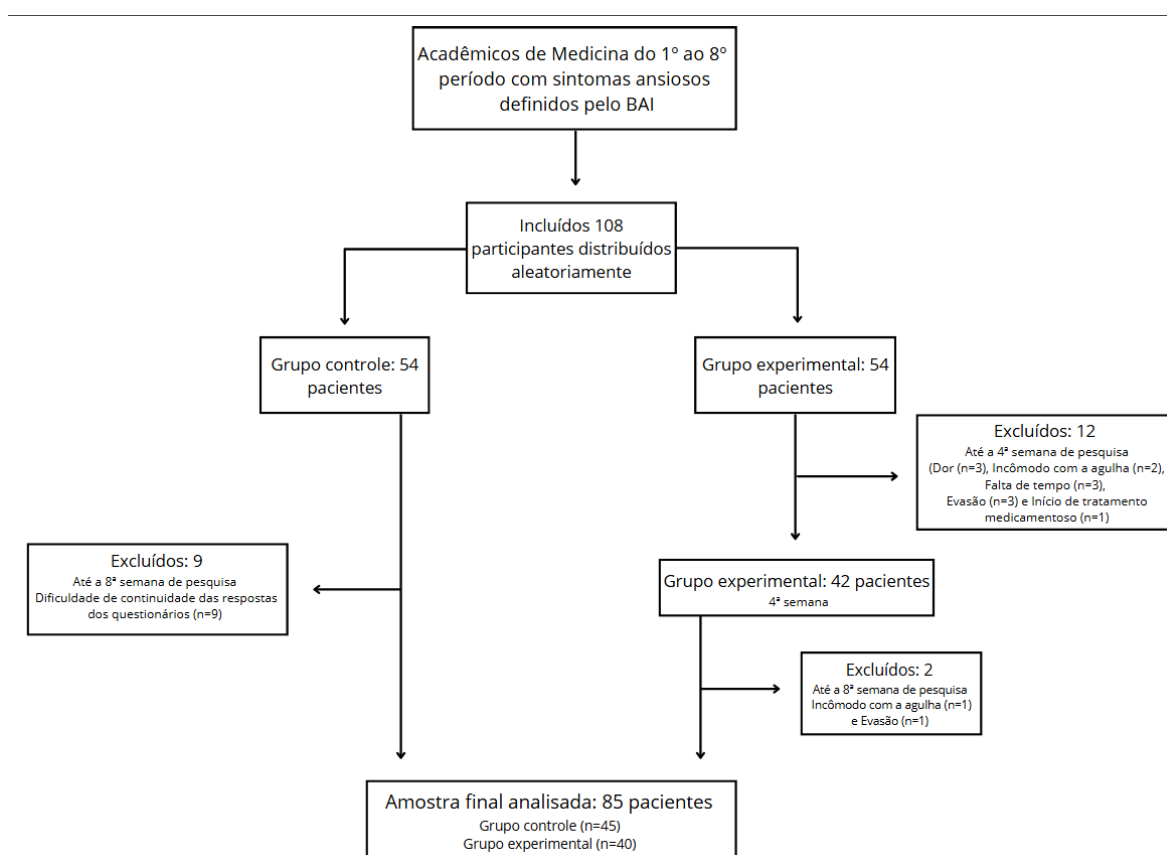 Acadêmicos de Medicina do 1º ao 8º
período com sintomas ansiosos
definidos pelo BAI
Incluídos 108
participantes distribuídos
aleatoriamente
Grupo controle: 54
pacientes
Grupo experimental: 54
pacientes
Excluídos: 12
Até a 4ª semana de pesquisa
(Dor (n=3), Incômodo com a agulha (n=2),
Falta de tempo (n=3),
Evasão (n=3) e Início de tratamento
medicamentoso (n=1)
Excluídos: 9
Até a 8ª semana de pesquisa
Dificuldade de continuidade das respostas
dos questionários (n=9)
Grupo experimental: 42 pacientes
4ª semana
Excluídos: 2
Até a 8ª semana de pesquisa
Incômodo com a agulha (n=1)
e Evasão (n=1)
Amostra final analisada: 85 pacientes
Grupo controle (n=45)
Grupo experimental (n=40)